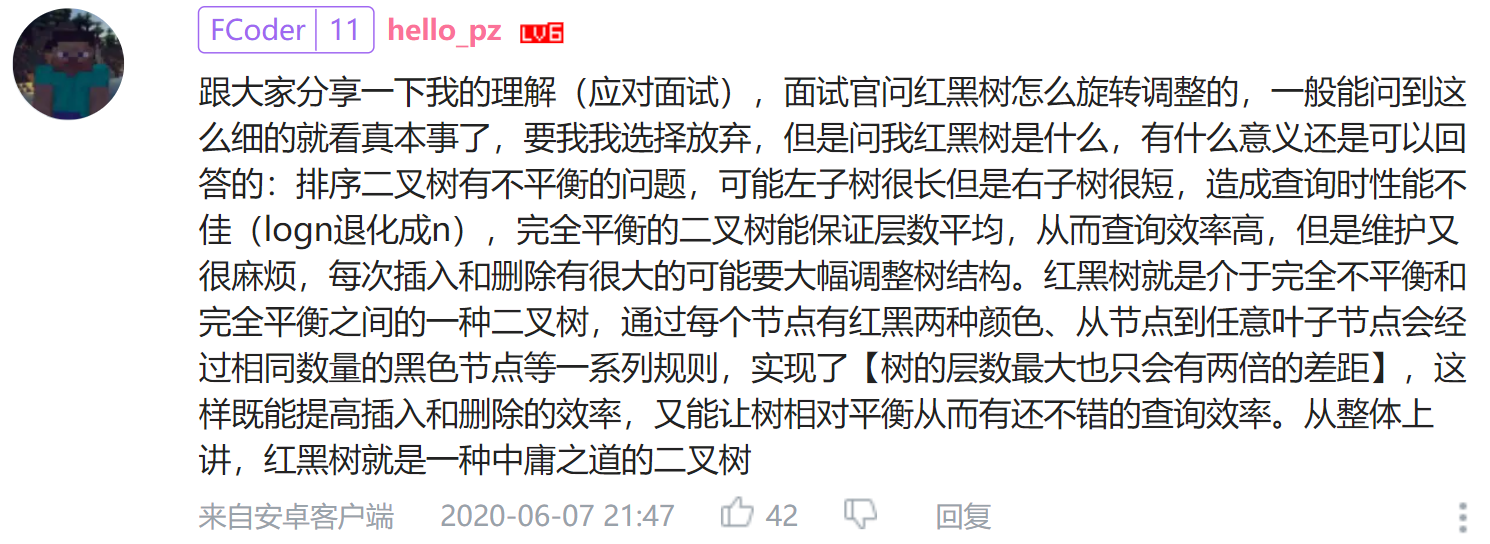 FCoder 11 hello_pz LV6
跟大家分享一下我的理解（应对面试），面试官问红黑树怎么旋转调整的，一般能问到这
么细的就看真本事了，要我我选择放弃，但是问我红黑树是什么，有什么意义还是可以回
答的：排序二叉树有不平衡的问题，可能左子树很长但是右子树很短，造成查询时性能不
佳（logn退化成n），完全平衡的二叉树能保证层数平均，从而查询效率高，但是维护又
很麻烦，每次插入和删除有很大的可能要大幅调整树结构。红黑树就是介于完全不平衡和
完全平衡之间的一种二叉树，通过每个节点有红黑两种颜色、从节点到任意叶子节点会经
过相同数量的黑色节点等一系列规则，实现了【树的层数最大也只会有两倍的差距】，这
样既能提高插入和删除的效率，又能让树相对平衡从而有还不错的查询效率。从整体上
讲，红黑树就是一种中庸之道的二叉树
来自安卓客户端 2020-06-07 21:47 42 回复